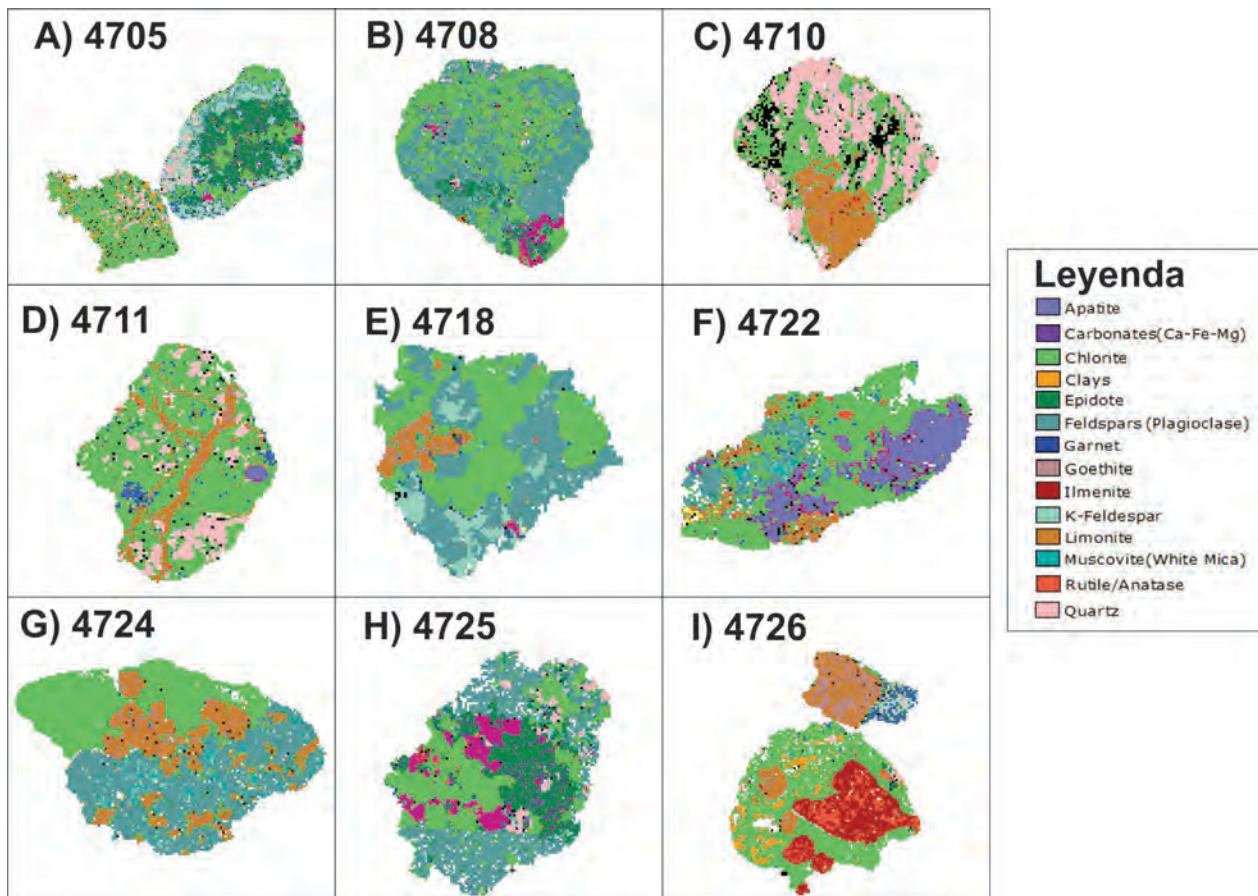 A) 4705
B) 4708
C) 4710
D) 4711
E) 4718
F) 4722
G) 4724
H) 4725
I) 4726
Leyenda
Apatite
Carbonates(Ca-Fe-Mg)
Chlonte
Clays
Epidote
Feldspars (Plagioclase)
Garnet
Goethite
Ilmenite
K-Feldespar
Limonite
Muscovite(White Mica)
Rutile/Anatase
Quartz